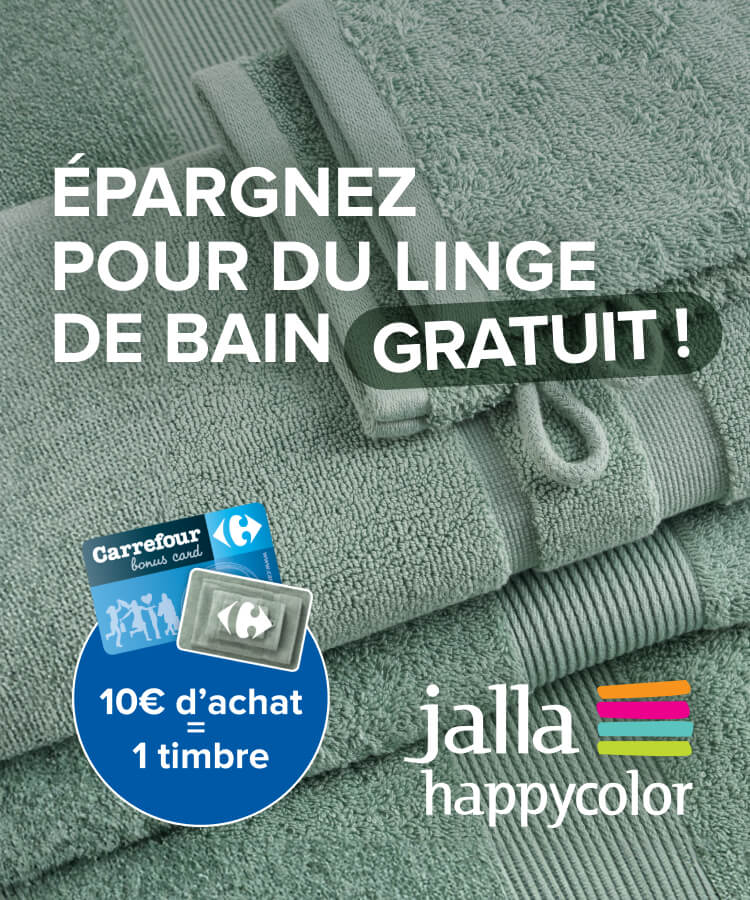 ÉPARGNEZ
POUR DU LINGE
DE BAIN GRATUIT !
Carrefour
bonus card
10€ d'achat
=
1 timbre
jalla
happycolor